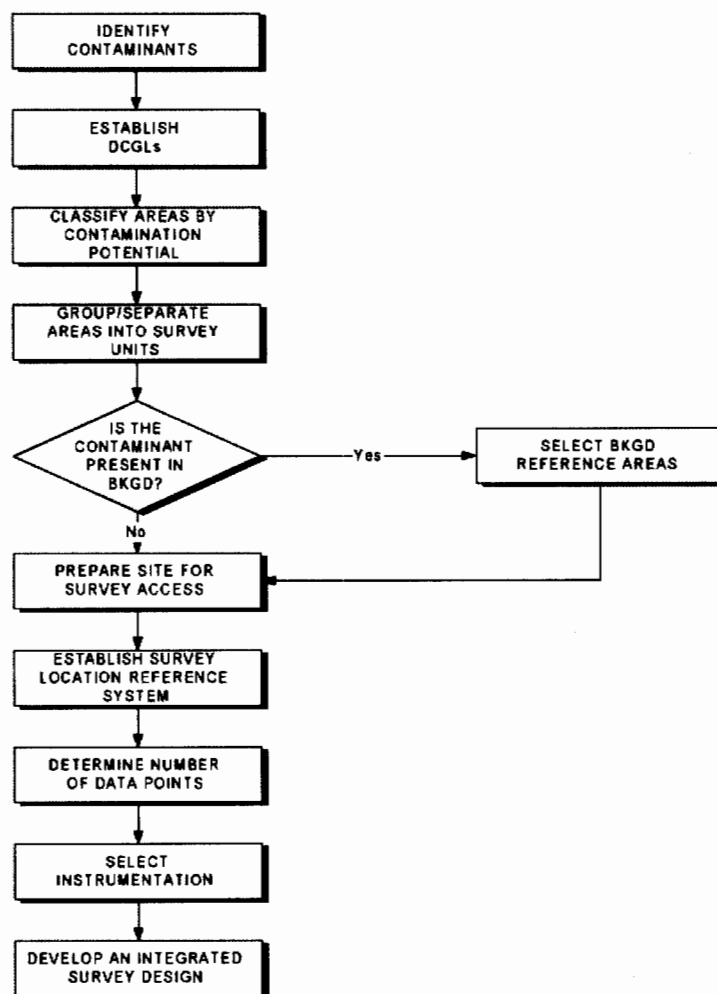 IDENTIFY
CONTAMINANTS
ESTABLISH
DCGLs
CLASSIFY AREAS BY
CONTAMINATION
POTENTIAL
GROUP/SEPARATE
AREAS INTO SURVEY
UNITS
IS THE
CONTAMINANT
PRESENT IN
BKGD?
Yes
SELECT BKGD
REFERENCE AREAS
No
PREPARE SITE FOR
SURVEY ACCESS
ESTABLISH SURVEY
LOCATION REFERENCE
SYSTEM
DETERMINE NUMBER
OF DATA POINTS
SELECT
INSTRUMENTATION
DEVELOP AN INTEGRATED
SURVEY DESIGN